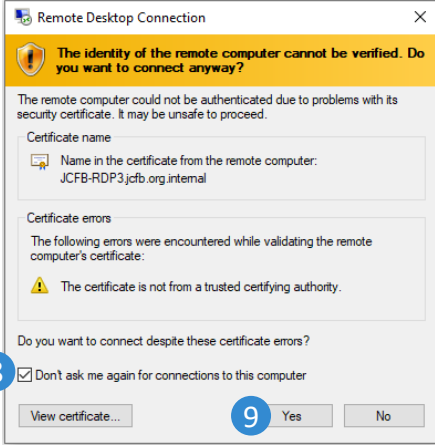 Remote Desktop Connection
The identity of the remote computer cannot be verified. Do
you want to connect anyway?
The remote computer could not be authenticated due to problems with its
security certificate. It may be unsafe to proceed.
Certificate name
Name in the certificate from the remote computer:
JCFB-RDP3.jcfb.org.internal
Certificate errors
The following errors were encountered while validating the remote
computer's certificate:
The certificate is not from a trusted certifying authority.
Do you want to connect despite these certificate errors?
Don't ask me again for connections to this computer
View certificate... 9 Yes No